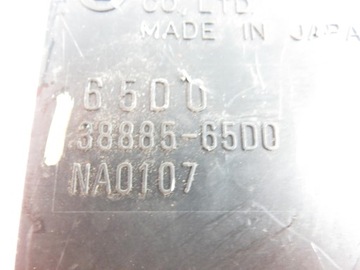 CO., LTD.
MADE IN JAPA
65D0
38885-65D0
NA0107